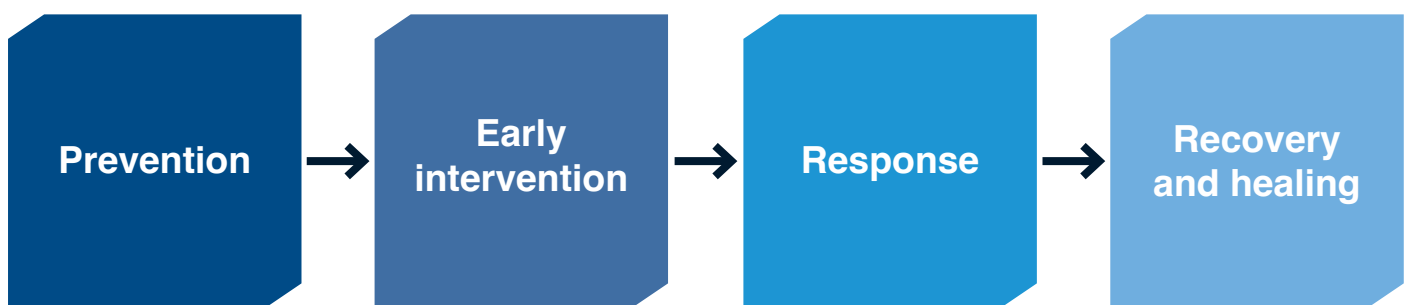 Prevention
Early
intervention
Response
Recovery
and healing